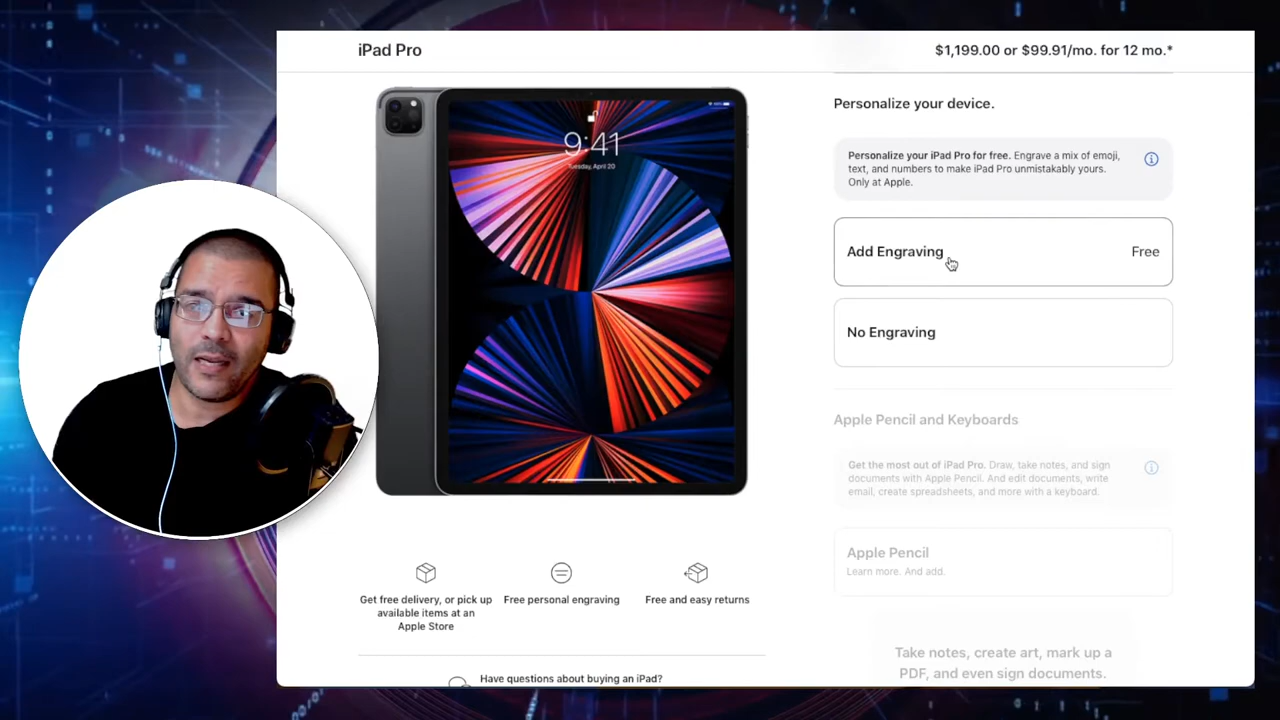 iPad Pro
$1,199.00 or $99.91/mo. for 12 mo.*
9:41
Tuesday, April 20
Personalize your device.
Personalize your iPad Pro for free. Engrave a mix of emoji,
text, and numbers to make iPad Pro unmistakably yours.
Only at Apple.
Add Engraving
Free
No Engraving
Apple Pencil and Keyboards
Get the most out of iPad Pro. Draw, take notes, and sign
documents with Apple Pencil. And edit documents, write
email, create spreadsheets, and more with a keyboard.
Apple Pencil
Learn more. And add.
Take notes, create art, mark up a
PDF, and even sign documents.
Get free delivery, or pick up
available items at an
Apple Store
Free personal engraving
Free and easy returns
Have questions about buying an iPad?